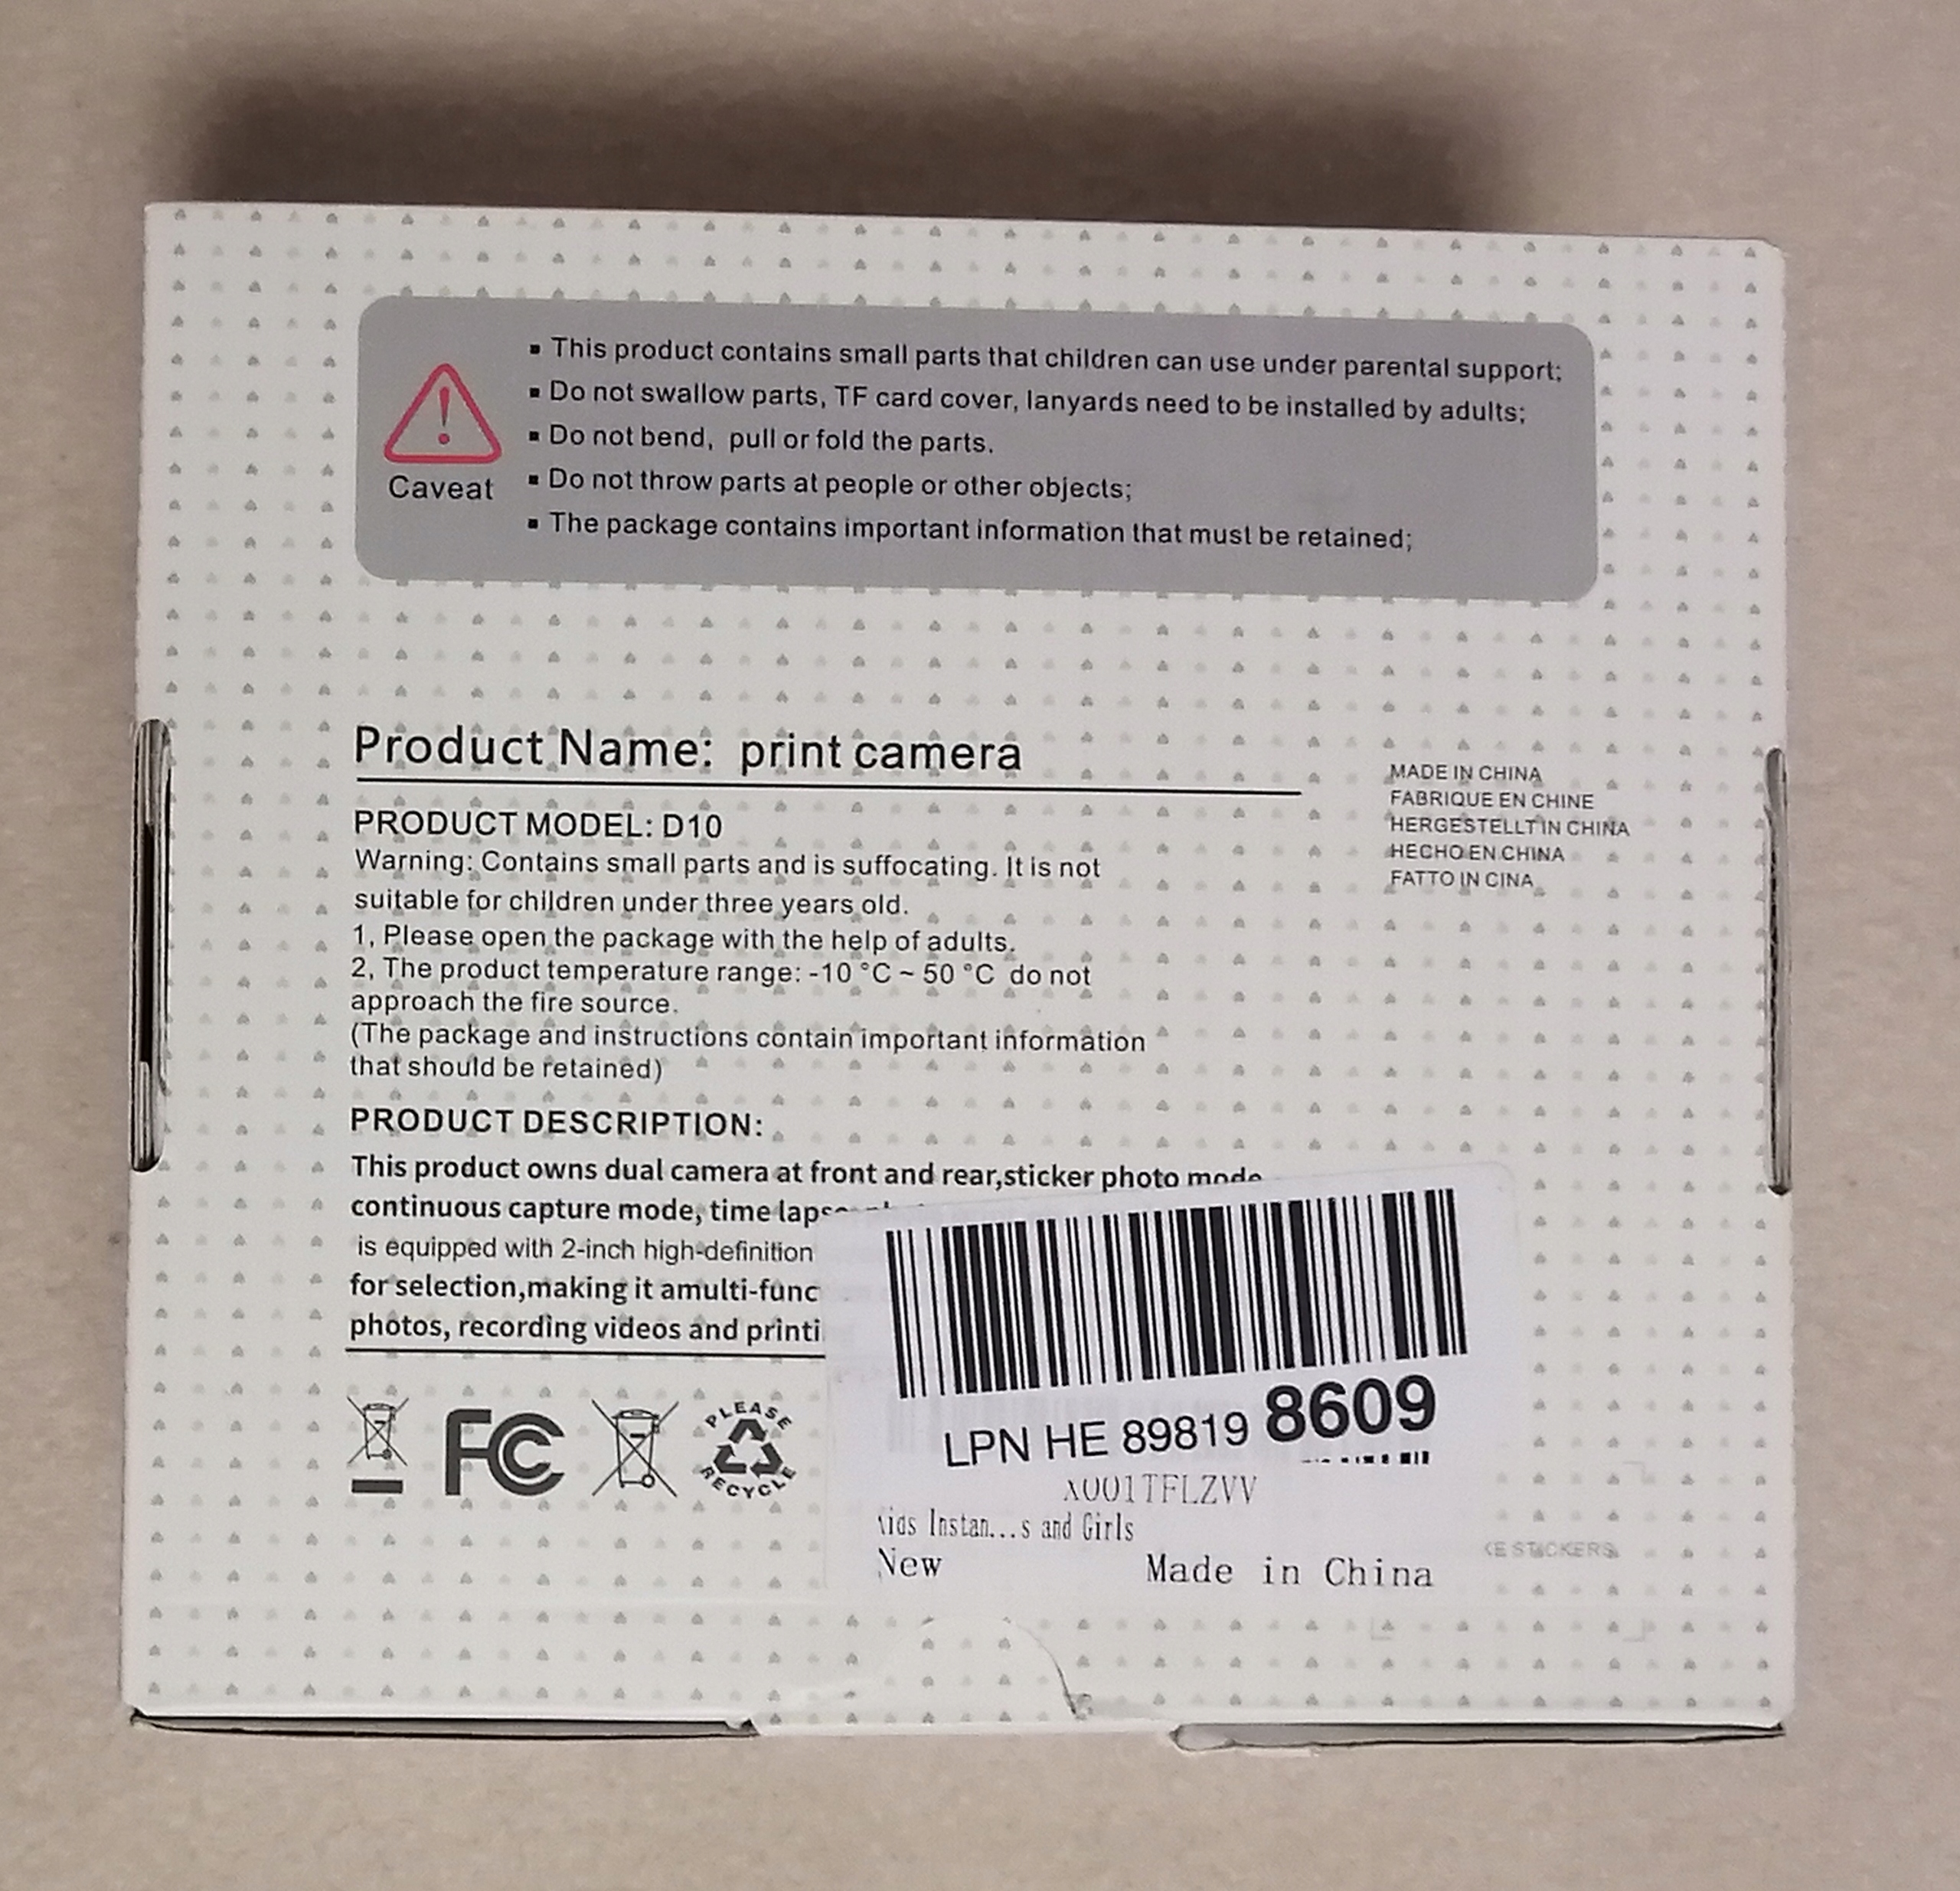 ▪ This product contains small parts that children can use under parental support;
▪ Do not swallow parts, TF card cover, lanyards need to be installed by adults;
▪ Do not bend, pull or fold the parts.
▪ Do not throw parts at people or other objects;
▪ The package contains important information that must be retained;
Caveat
Product Name: print camera
PRODUCT MODEL: D10
Warning: Contains small parts and is suffocating. It is not
suitable for children under three years old.
1, Please open the package with the help of adults.
2, The product temperature range: -10 °C ~ 50 °C do not
approach the fire source.
(The package and instructions contain important information
that should be retained)
MADE IN CHINA
FABRIQUE EN CHINE
HERGESTELLT IN CHINA
HECHO EN CHINA
FATTO IN CINA
PRODUCT DESCRIPTION:
This product owns dual camera at front and rear,sticker photo mode
continuous capture mode, time lapse
is equipped with 2-inch high-definition
for selection,making it amulti-func
photos, recording videos and printi
FC
PLEASE
RECYCLE
LPN HE 89819 8609
X001TFLZVV
Kids Instan...s and Girls
New Made in China
STICKERS